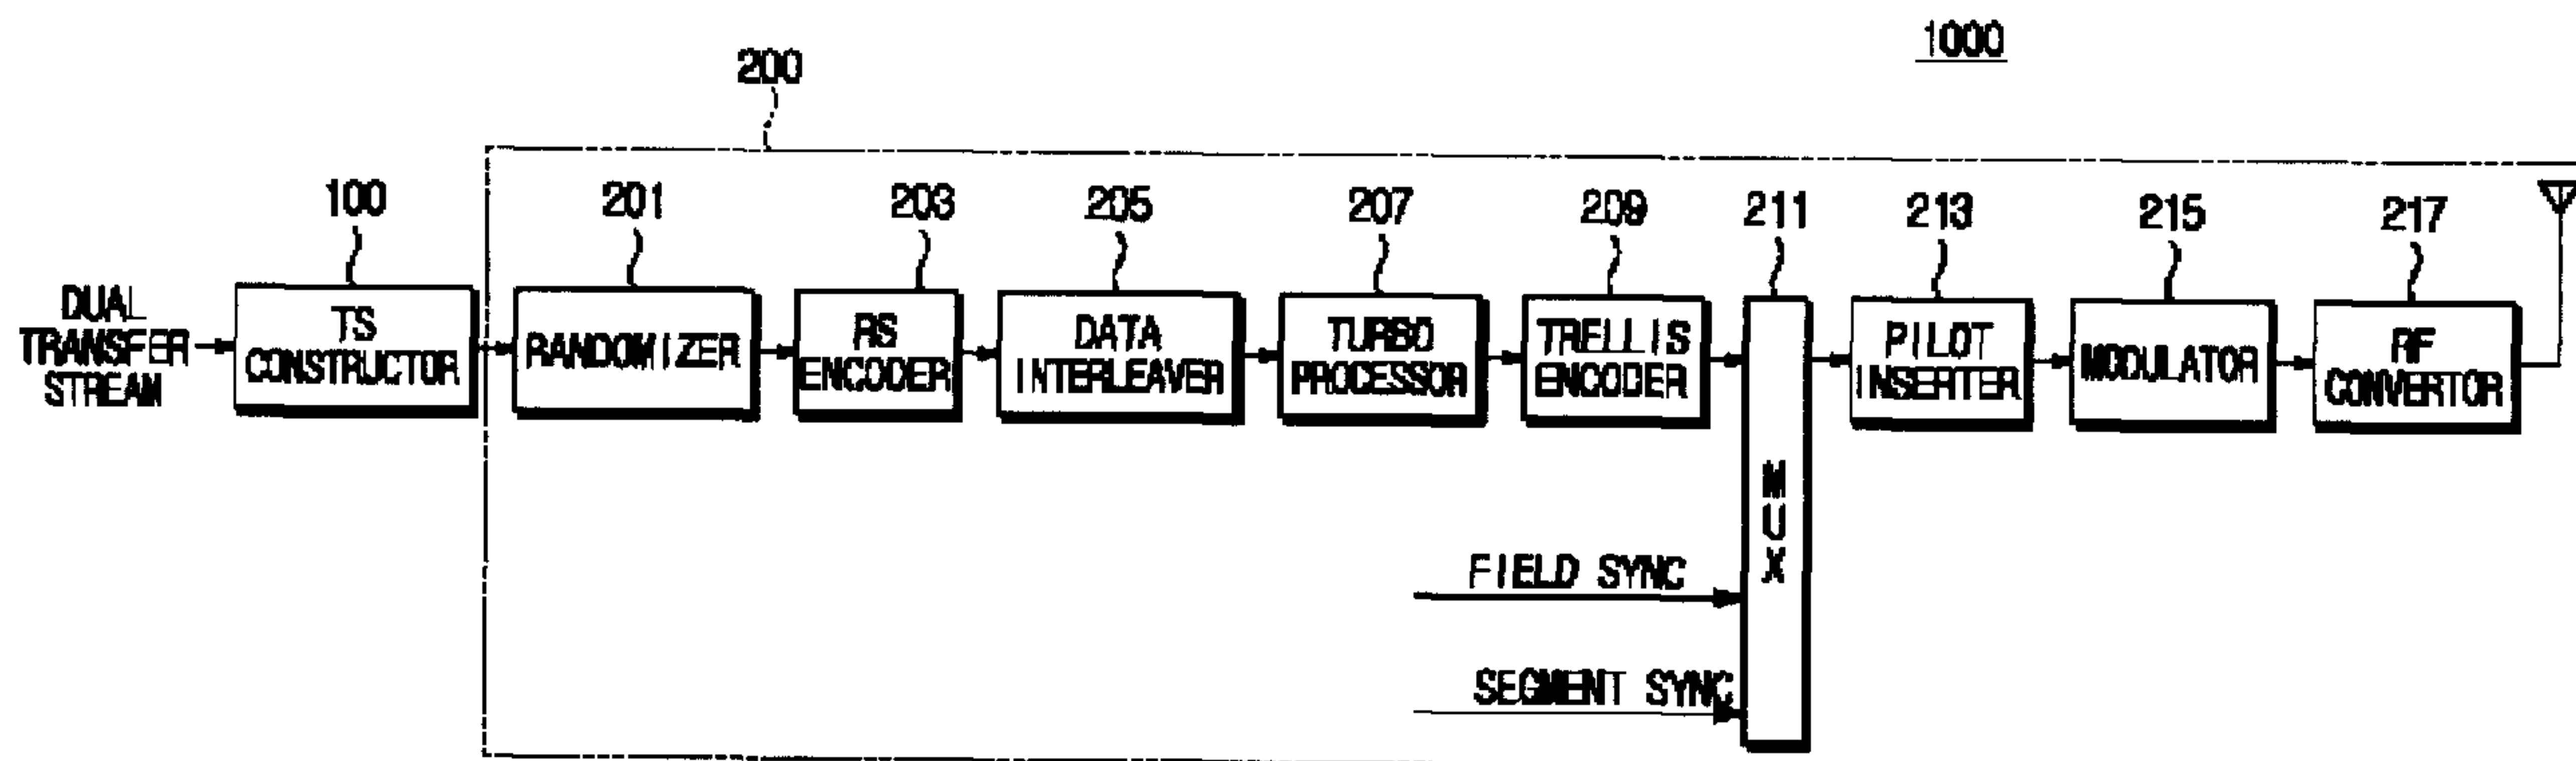 1000
200
100
201
203
205
207
209
211
213
215
217
DUAL
TRANSFER
STREAM
TS
CONSTRUCTOR
RANDOMIZER
RS
ENCODER
DATA
INTERLEAVER
TURBO
PROCESSOR
TRELLIS
ENCODER
MUX
PILOT
INSERTER
MODULATOR
RF
CONVERTOR
FIELD SYNC
SEGMENT SYNC